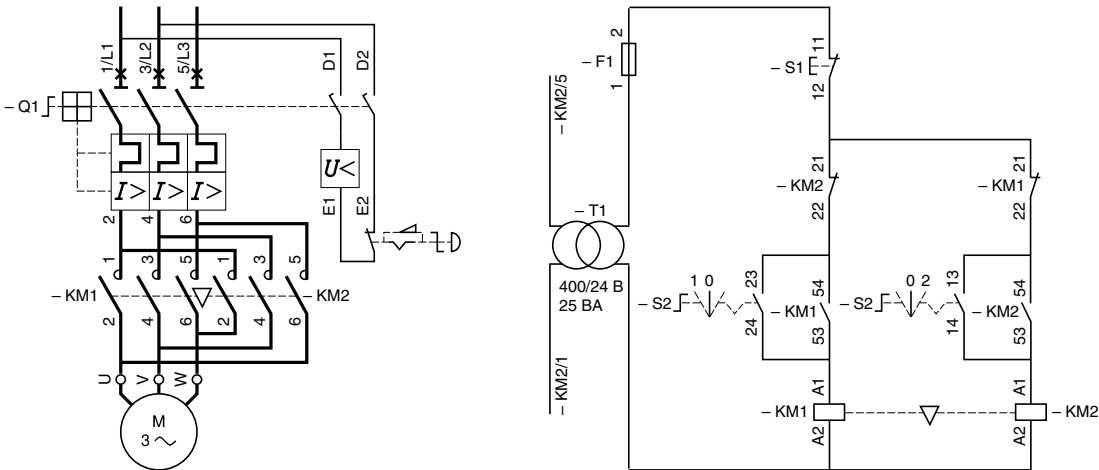 1/L1
3/L2
5/L3
D1
D2
– Q1
U<
I>
I>
I>
2
4
6
E1
E2
1
3
5
1
3
5
– KM1
– KM2
2
4
6
2
4
6
U
V
W
M
3
2
– F1
1
– KM2/5
– T1
400/24 В
25 ВА
– KM2/1
11
– S1
12
21
– KM2
22
21
– KM1
22
1 0
– S2
23
24
54
– KM1
53
0 2
– S2
13
14
54
– KM2
53
A1
– KM1
A2
A1
– KM2
A2